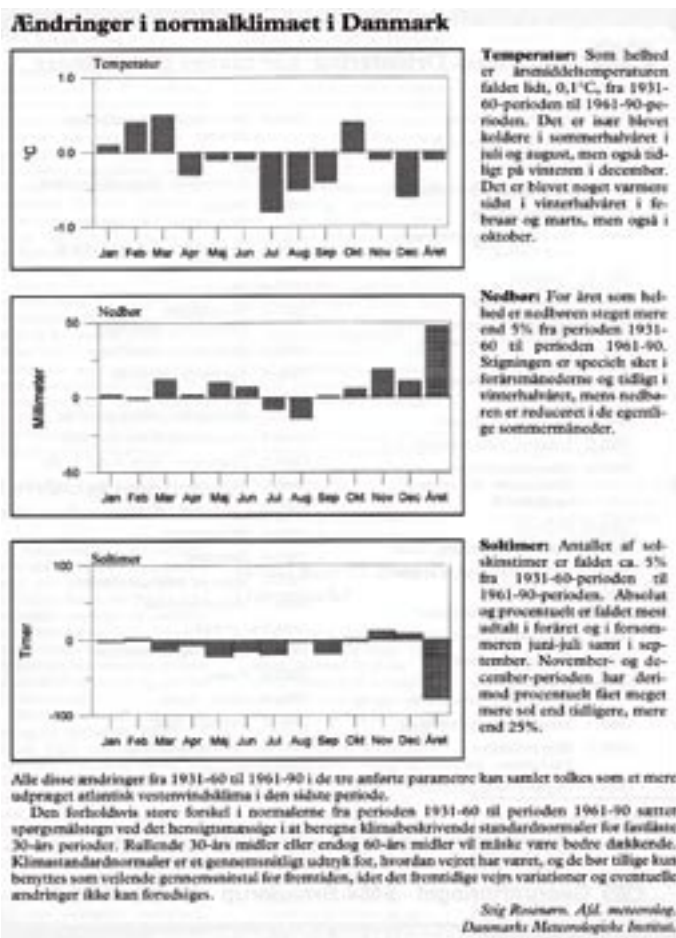 Ændringer i normalklimaet i Danmark
Temperatur
1.0
0.0
-1.0
°C
Jan Feb Mar Apr Maj Jun Jul Aug Sep Okt Nov Dec Året
Temperatur: Som helhed
er årsmiddeltemperaturen
faldet lidt, 0,1°C, fra 1931-
60-perioden til 1961-90-pe-
rioden. Det er især blevet
koldere i sommerhalvåret i
juli og august, men også tid-
ligt på vinteren i december.
Det er blevet noget varmere
sidst i vinterhalvåret i fe-
bruar og marts, men også i
oktober.
Nedbør
50
0
-50
Millimeter
Jan Feb Mar Apr Maj Jun Jul Aug Sep Okt Nov Dec Året
Nedbør: For året som hel-
hed er nedbøren steget mere
end 5% fra perioden 1931-
60 til perioden 1961-90.
Stigningen er specielt sket i
forårsmånederne og tidligt i
vinterhalvåret, mens nedbø-
ren er reduceret i de egentli-
ge sommermåneder.
Soltimer
100
0
-100
Timer
Jan Feb Mar Apr Maj Jun Jul Aug Sep Okt Nov Dec Året
Soltimer: Antallet af sol-
skinstimer er faldet ca. 5%
fra 1931-60-perioden til
1961-90-perioden. Absolut
og procentuelt er faldet mest
udtalt i foråret og i forsom-
meren juni-juli samt i sep-
tember. November- og de-
cember-perioden har deri-
mod procentuelt fået meget
mere sol end tidligere, mere
end 25%.
Alle disse ændringer fra 1931-60 til 1961-90 i de tre anførte parametre kan samlet tolkes som et mere
udpræget atlantisk vestenvindsklima i den sidste periode.
Den forholdsvis store forskel i normalerne fra perioden 1931-60 til perioden 1961-90 sætter
spørgsmålstegn ved det hensigtsmæssige i at beregne klimabeskrivende standardnormaler for fastlåste
30-års perioder. Rullende 30-års midler eller endog 60-års midler vil måske være bedre dækkende.
Klimastandardnormaler er et gennemsnitligt udtryk for, hvordan vejret har været, og de bør tillige kun
benyttes som vejlende gennemsnitstal for fremtiden, idet det fremtidige vejrs variationer og eventuelle
ændringer ikke kan forudsiges.
Stig Rosenørn, Afd. meteorolog,
Danmarks Meteorologiske Institut.